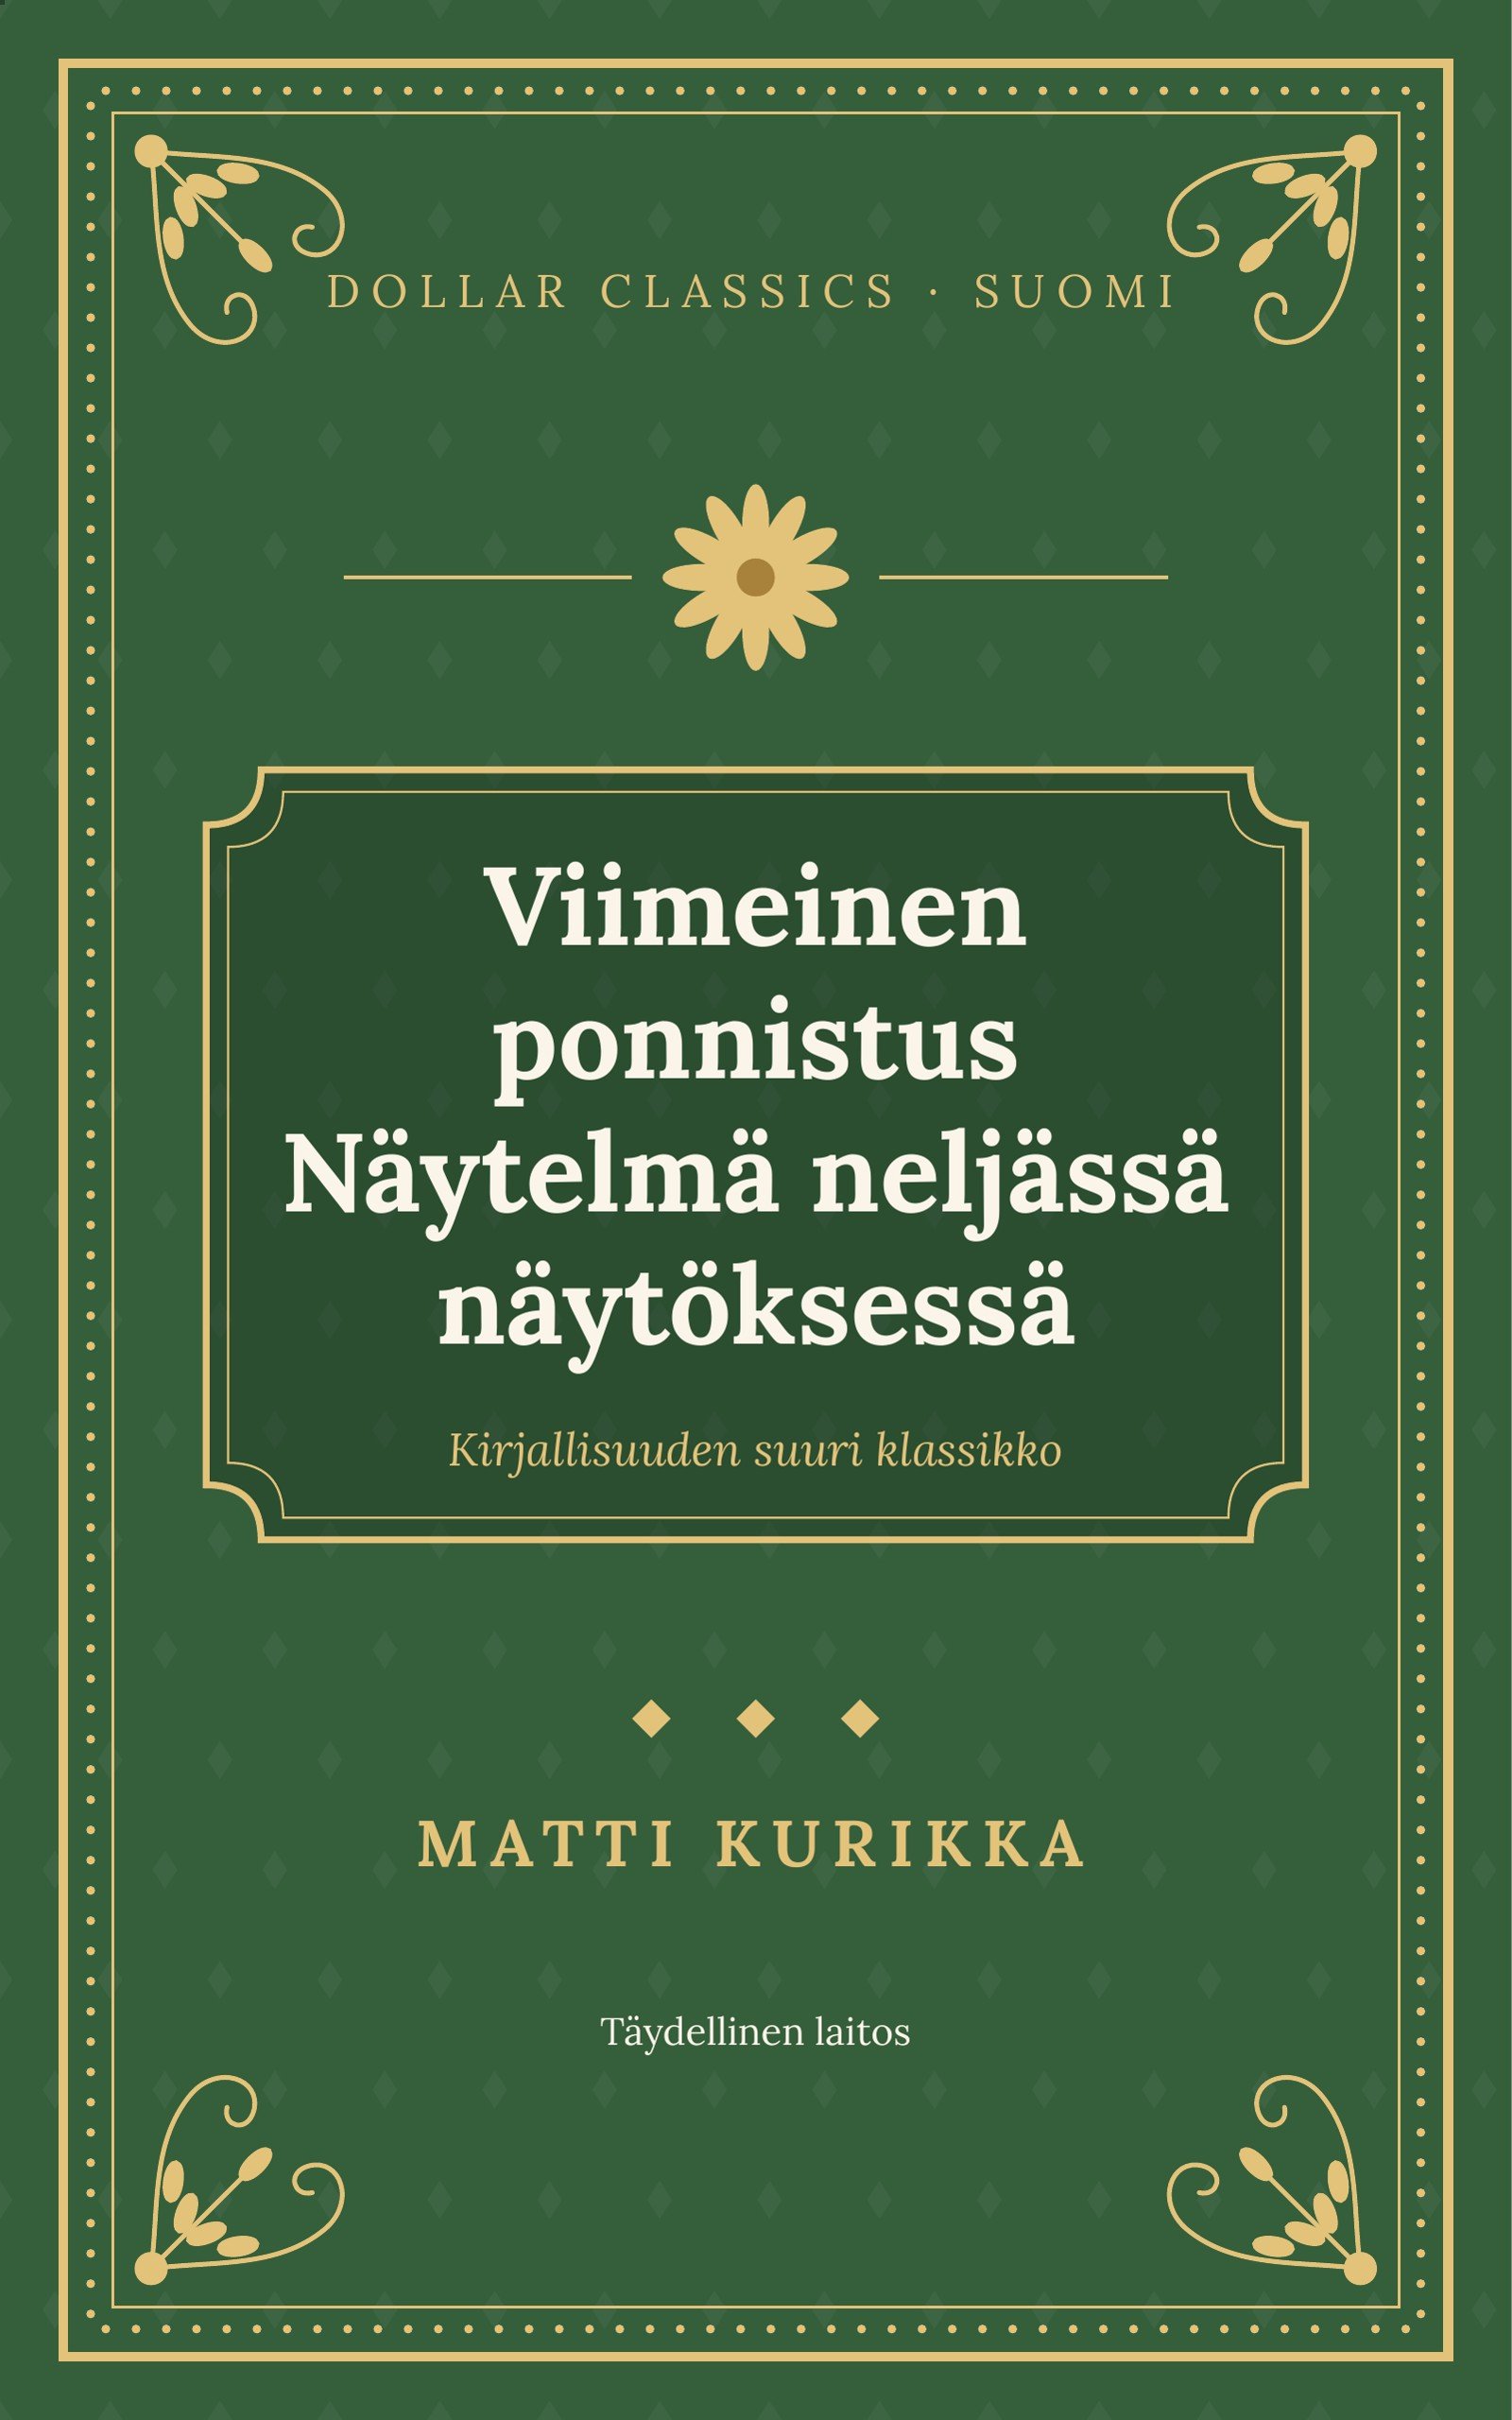 DOLLAR CLASSICS · SUOMI
Viimeinen
ponnistus
Näytelmä neljässä
näytöksessä
Kirjallisuuden suuri klassikko
MATTI KURIKKA
Täydellinen laitos